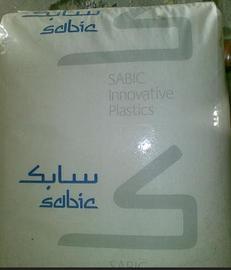 سابك
sabic
SABIC
Innovative
Plastics
سابك
sabic
SABIC